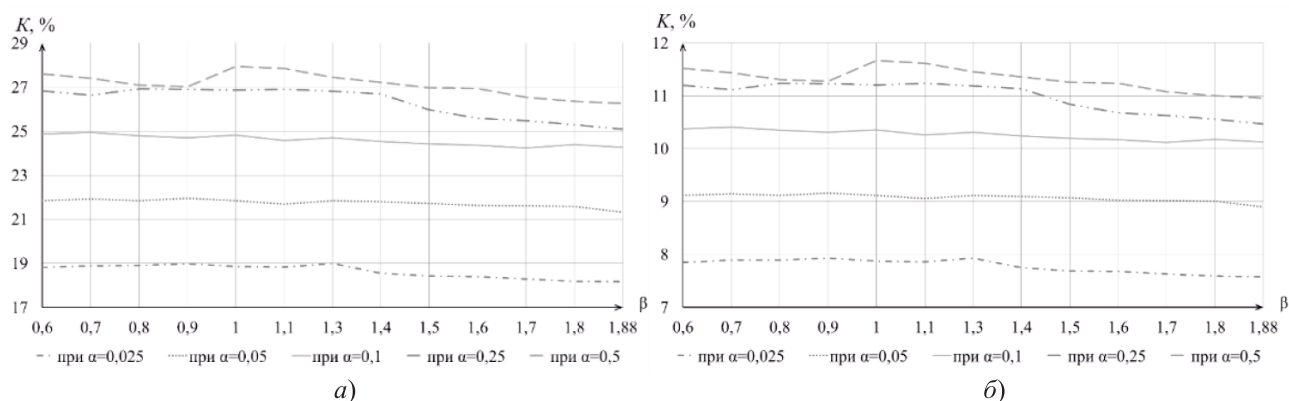 K, %
29
27
25
23
21
19
17
0,6 0,7 0,8 0,9 1 1,1 1,3 1,4 1,5 1,6 1,7 1,8 1,88
β
при α=0,025 при α=0,05 при α=0,1 при α=0,25 при α=0,5
а)
K, %
12
11
10
9
8
7
0,6 0,7 0,8 0,9 1 1,1 1,3 1,4 1,5 1,6 1,7 1,8 1,88
β
при α=0,025 при α=0,05 при α=0,1 при α=0,25 при α=0,5
б)